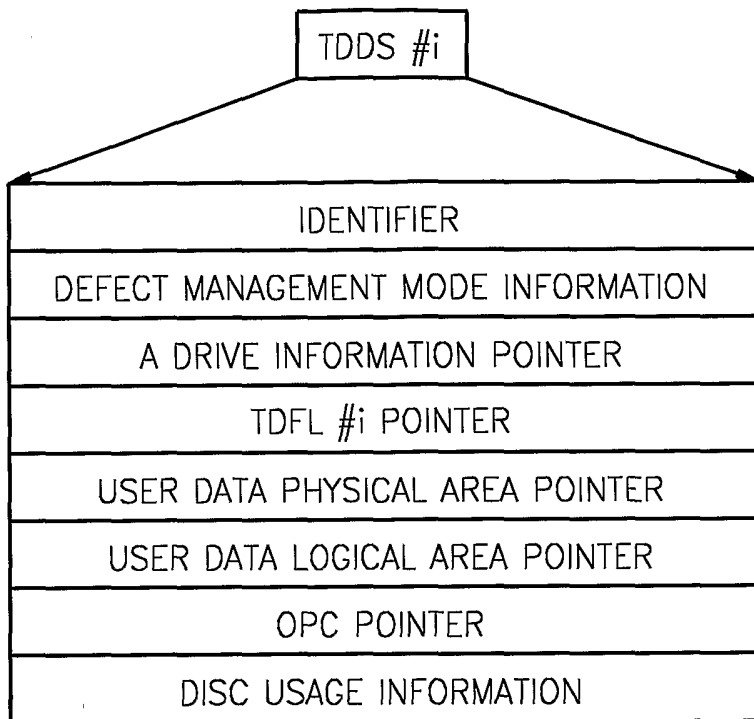 TDDS #i
IDENTIFIER
DEFECT MANAGEMENT MODE INFORMATION
A DRIVE INFORMATION POINTER
TDFL #i POINTER
USER DATA PHYSICAL AREA POINTER
USER DATA LOGICAL AREA POINTER
OPC POINTER
DISC USAGE INFORMATION